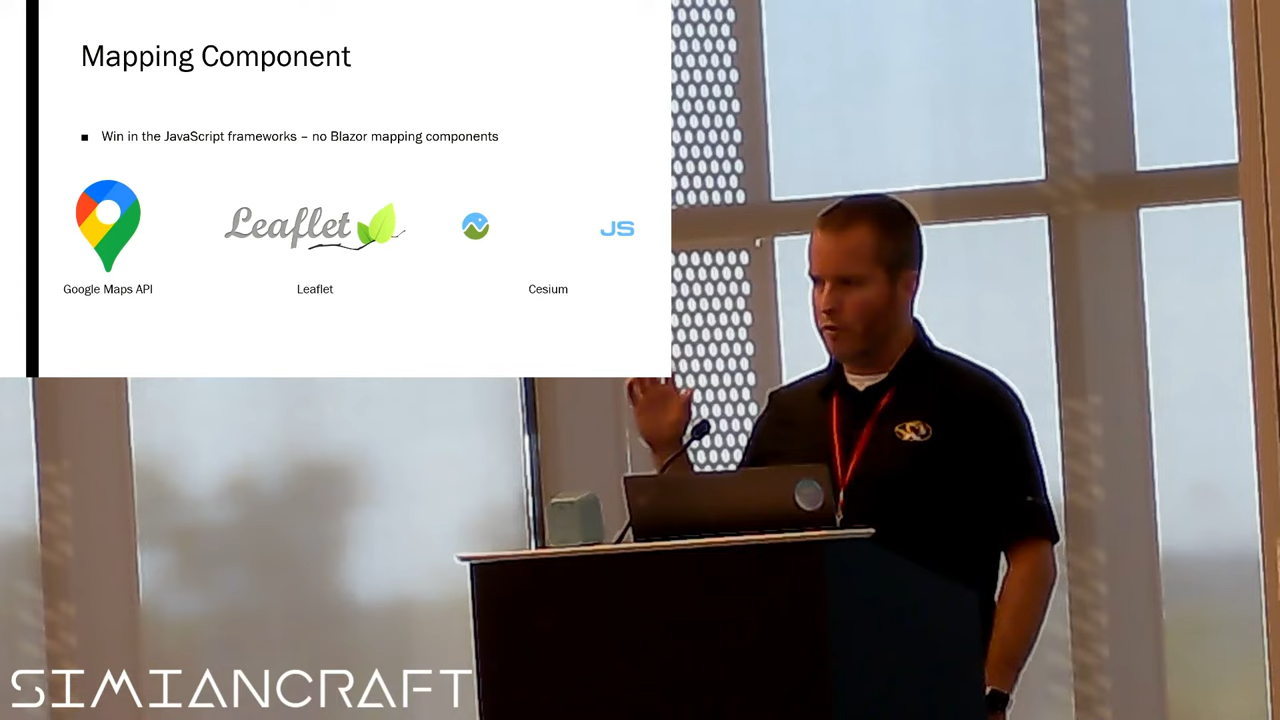 Mapping Component
■ Win in the JavaScript frameworks – no Blazor mapping components
Leaflet
JS
Google Maps API
Leaflet
Cesium
SIMIANCRAFT